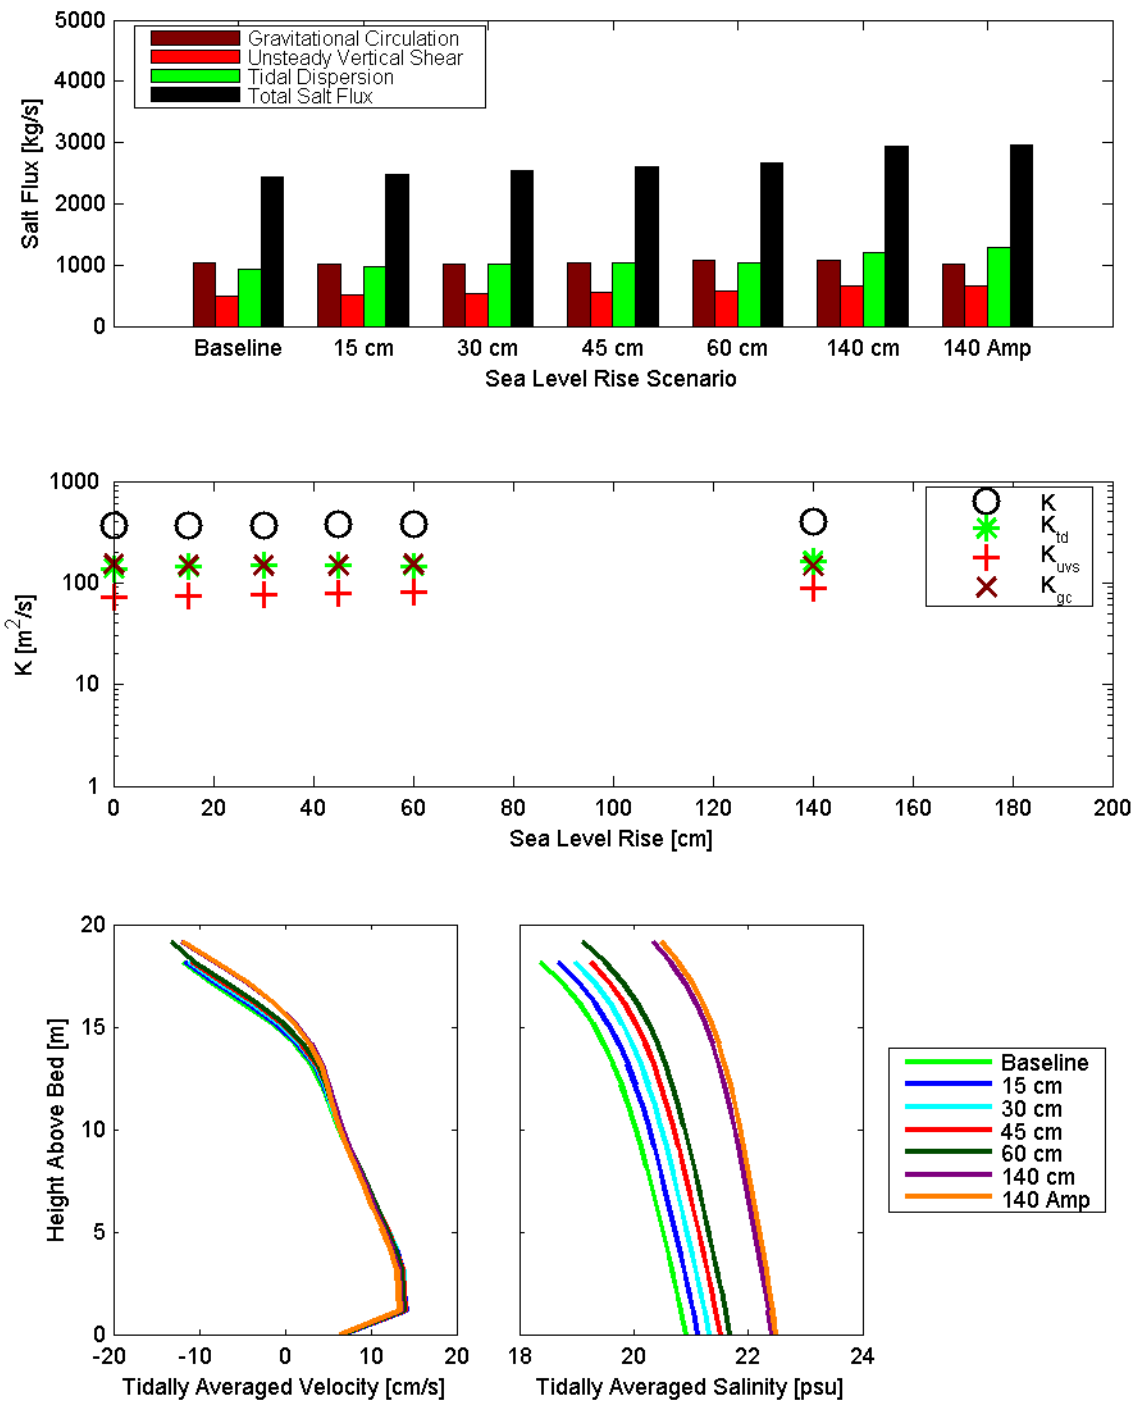 5000
4000
3000
2000
1000
0
Salt Flux [kg/s]
Gravitational Circulation
Unsteady Vertical Shear
Tidal Dispersion
Total Salt Flux
Baseline 15 cm 30 cm 45 cm 60 cm 140 cm 140 Amp
Sea Level Rise Scenario
1000
100
10
1
K [m²/s]
K
K_td
K_uvs
K_gc
0 20 40 60 80 100 120 140 160 180 200
Sea Level Rise [cm]
20
15
10
5
0
Height Above Bed [m]
-20 -10 0 10 20
Tidally Averaged Velocity [cm/s]
18 20 22 24
Tidally Averaged Salinity [psu]
Baseline
15 cm
30 cm
45 cm
60 cm
140 cm
140 Amp